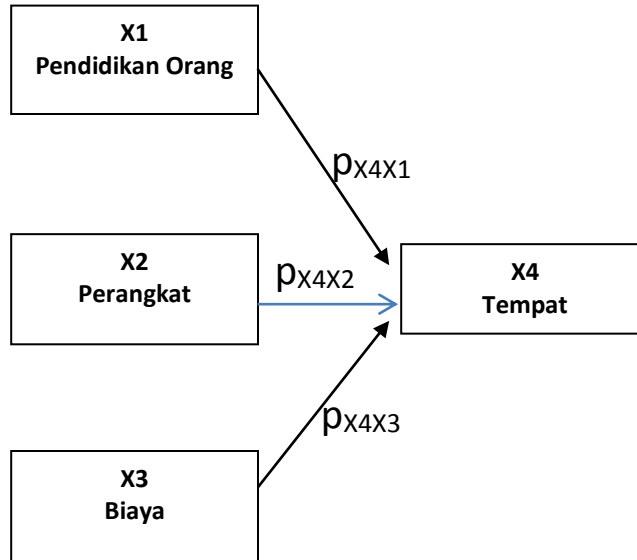 X1
Pendidikan Orang
pX4X1
X2
Perangkat
pX4X2
X4
Tempat
pX4X3
X3
Biaya